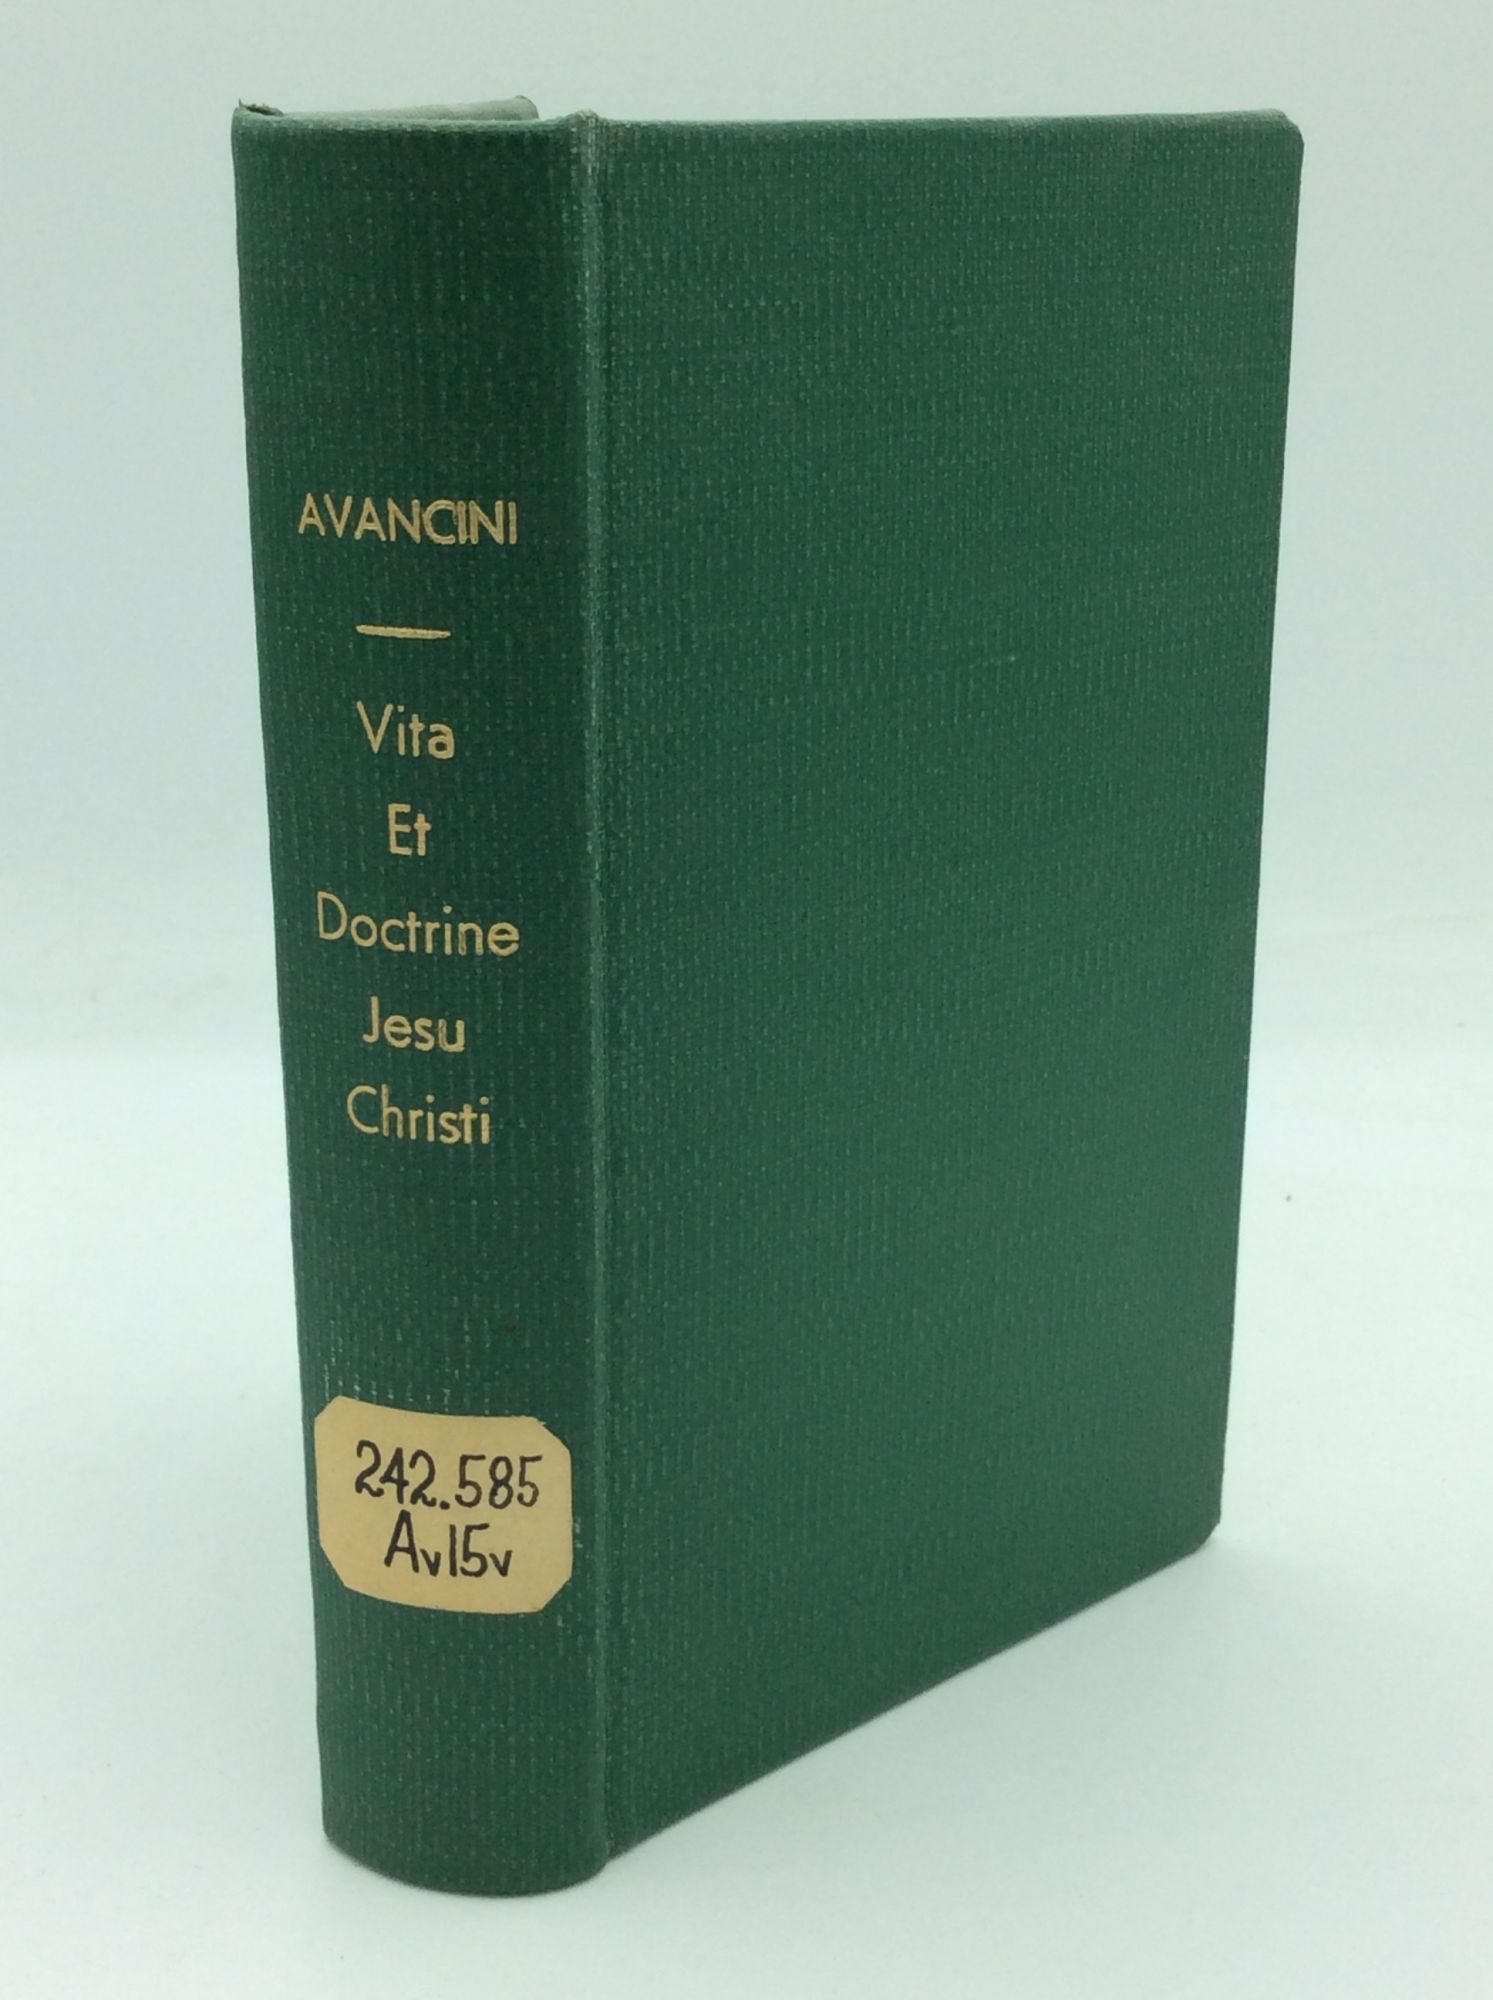 AVANCINI
Vita
Et
Doctrine
Jesu
Christi
242.585
Av15v